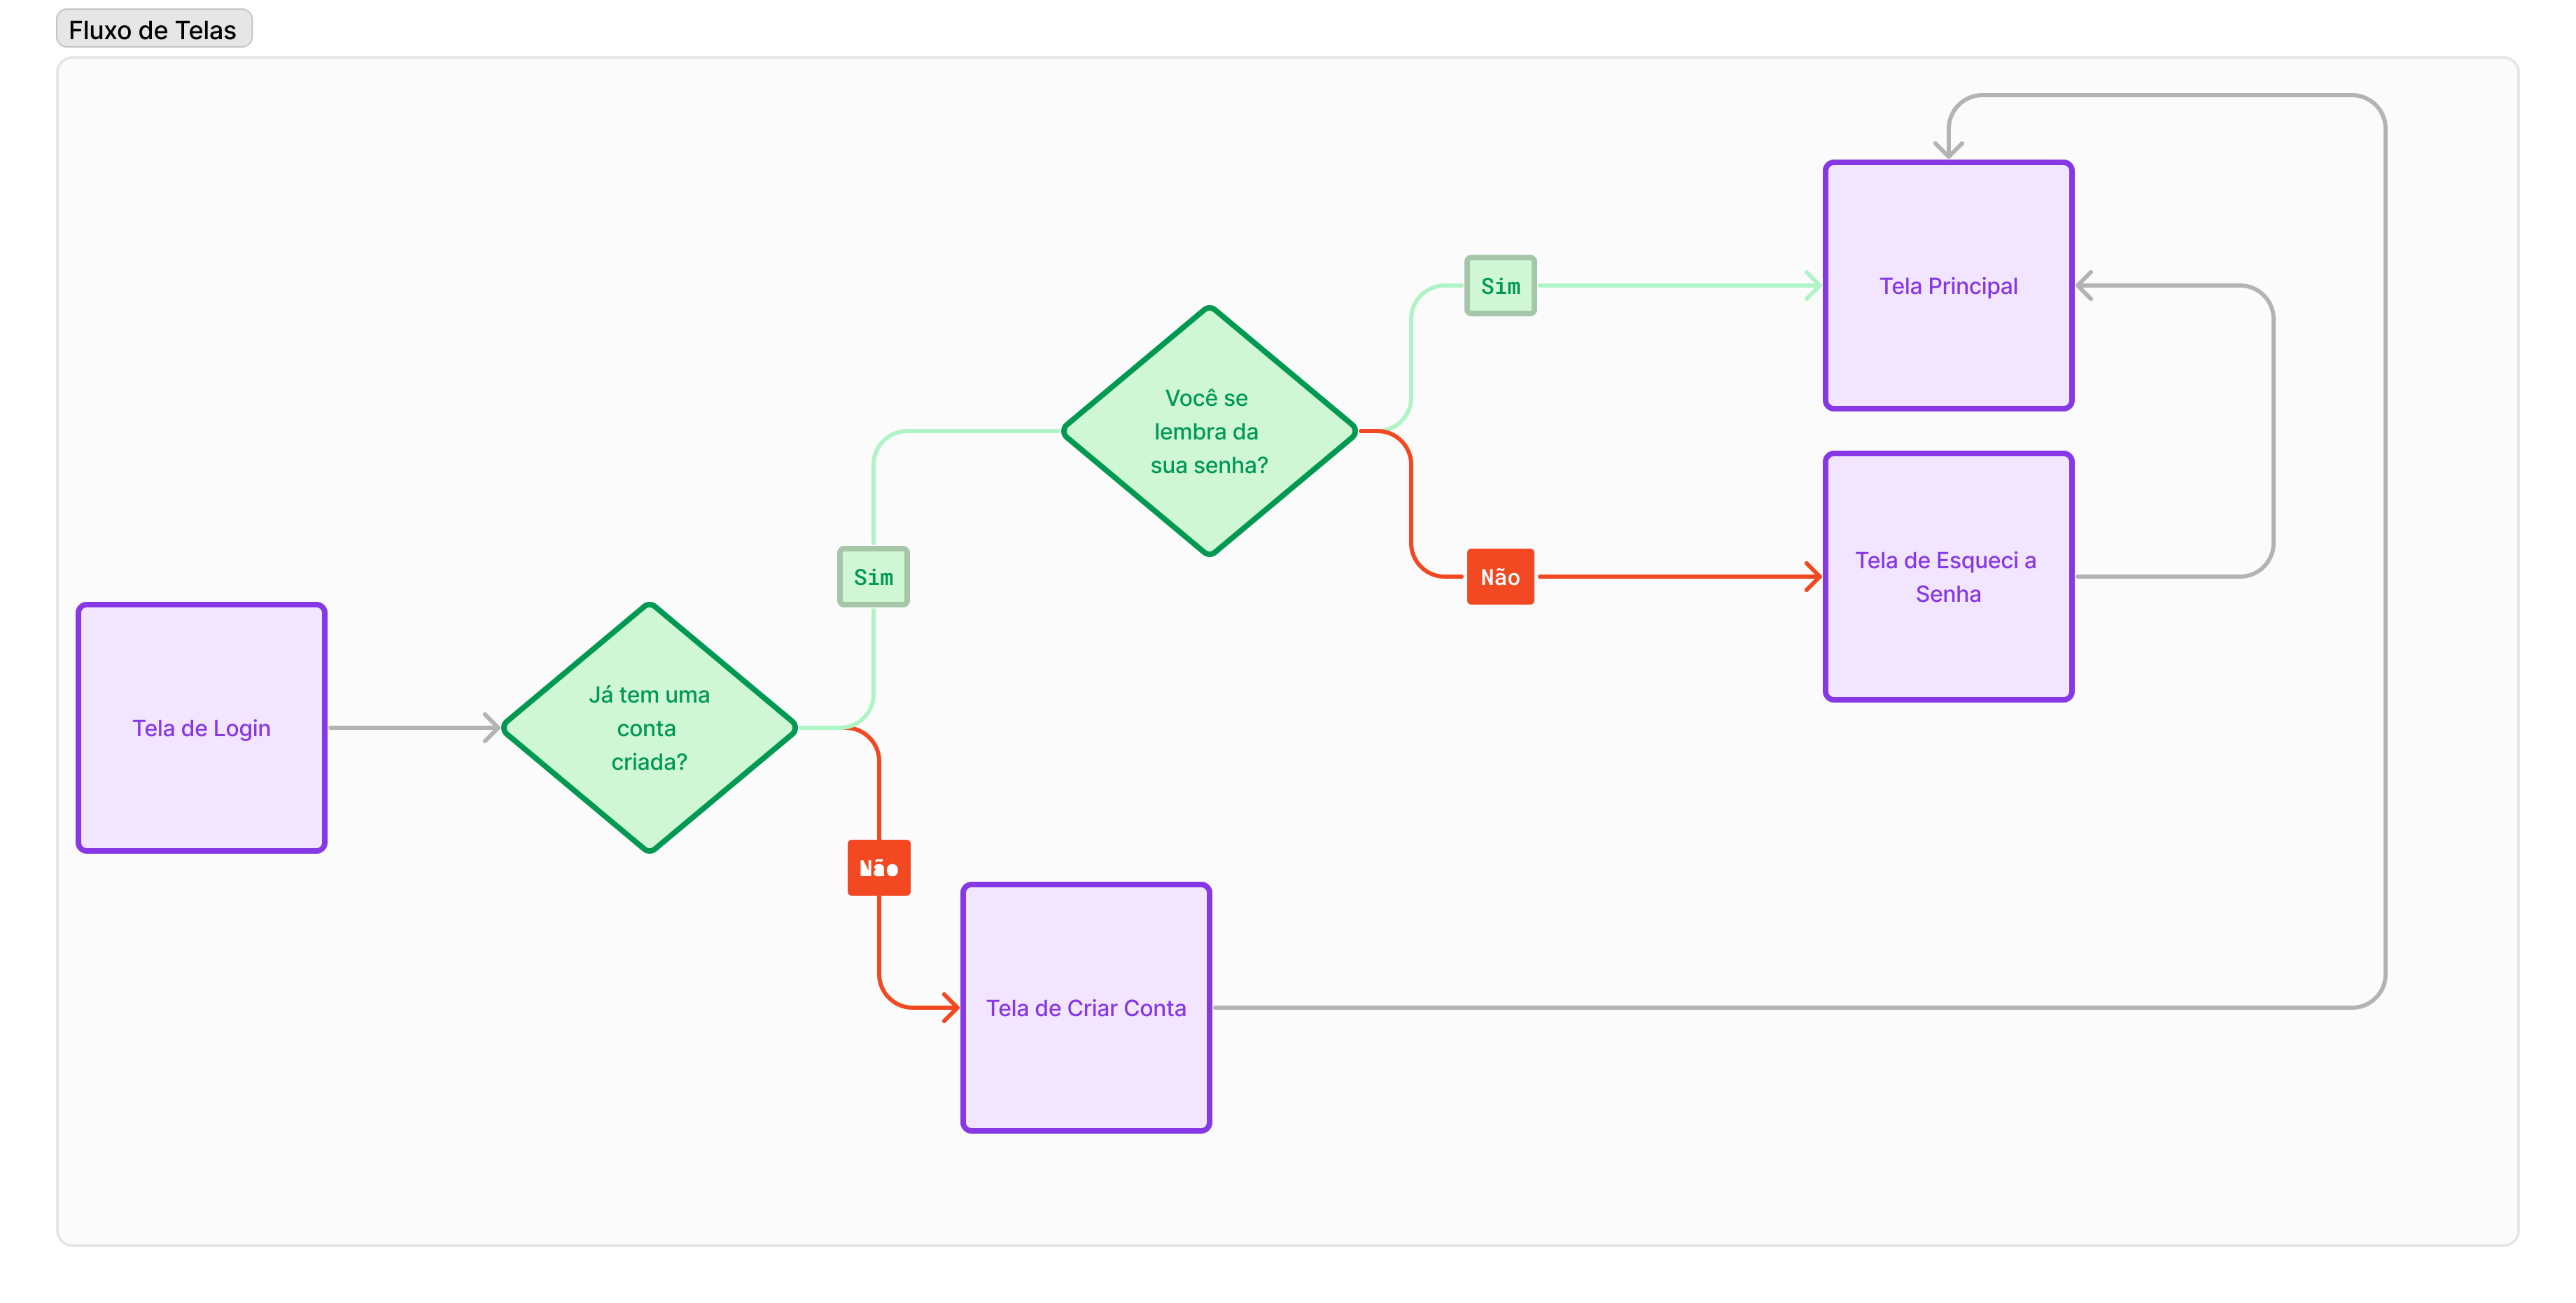 Fluxo de Telas
Tela de Login
Já tem uma
conta
criada?
Sim
Não
Você se
lembra da
sua senha?
Sim
Não
Tela Principal
Tela de Esqueci a
Senha
Tela de Criar Conta